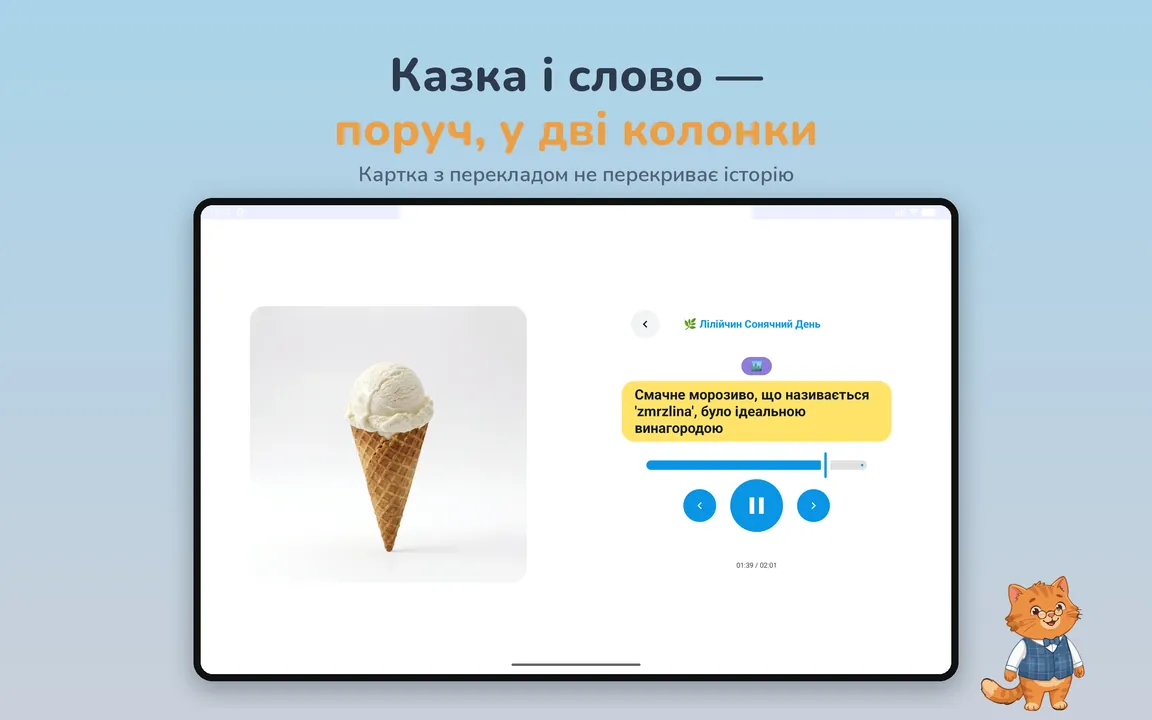 Казка і слово —
поруч, у дві колонки
Картка з перекладом не перекриває історію
🌿 Лілійчин Сонячний День
Смачне морозиво, що називається
'zmrzlina', було ідеальною
винагородою
01:39 / 02:01